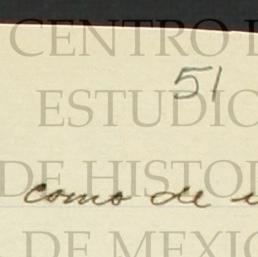 CENTRO
51
ESTUDIO
DE HISTO
como de
DE MEXIC